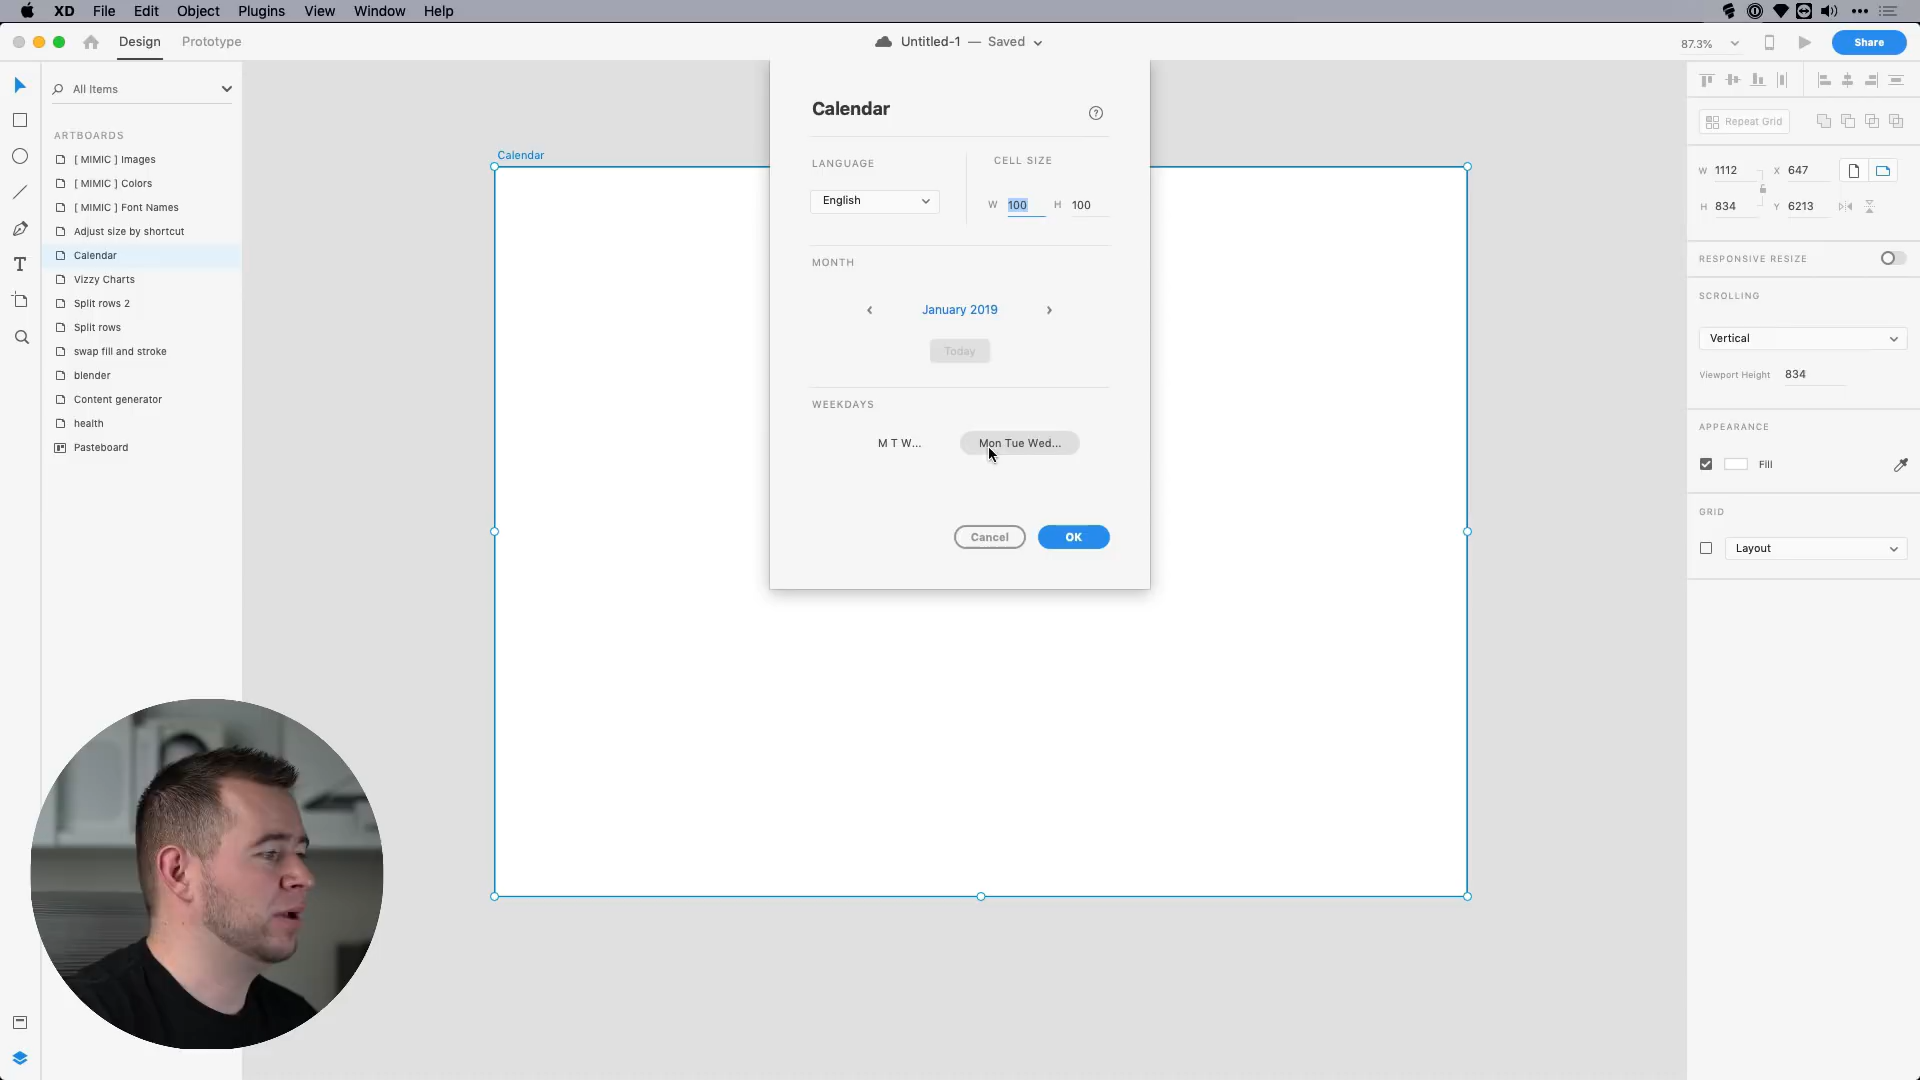 XD File Edit Object Plugins View Window Help
Design Prototype
Untitled-1 — Saved
87.3%
Share
All Items
ARTBOARDS
[ MIMIC ] Images
[ MIMIC ] Colors
[ MIMIC ] Font Names
Adjust size by shortcut
Calendar
Vizzy Charts
Split rows 2
Split rows
swap fill and stroke
blender
Content generator
health
Pasteboard
Calendar
Calendar
?
LANGUAGE
CELL SIZE
English
W 100 H 100
MONTH
‹ January 2019 ›
Today
WEEKDAYS
M T W...
Mon Tue Wed...
Cancel
OK
Repeat Grid
W 1112 X 647
H 834 Y 6213
RESPONSIVE RESIZE
SCROLLING
Vertical
Viewport Height 834
APPEARANCE
Fill
GRID
Layout